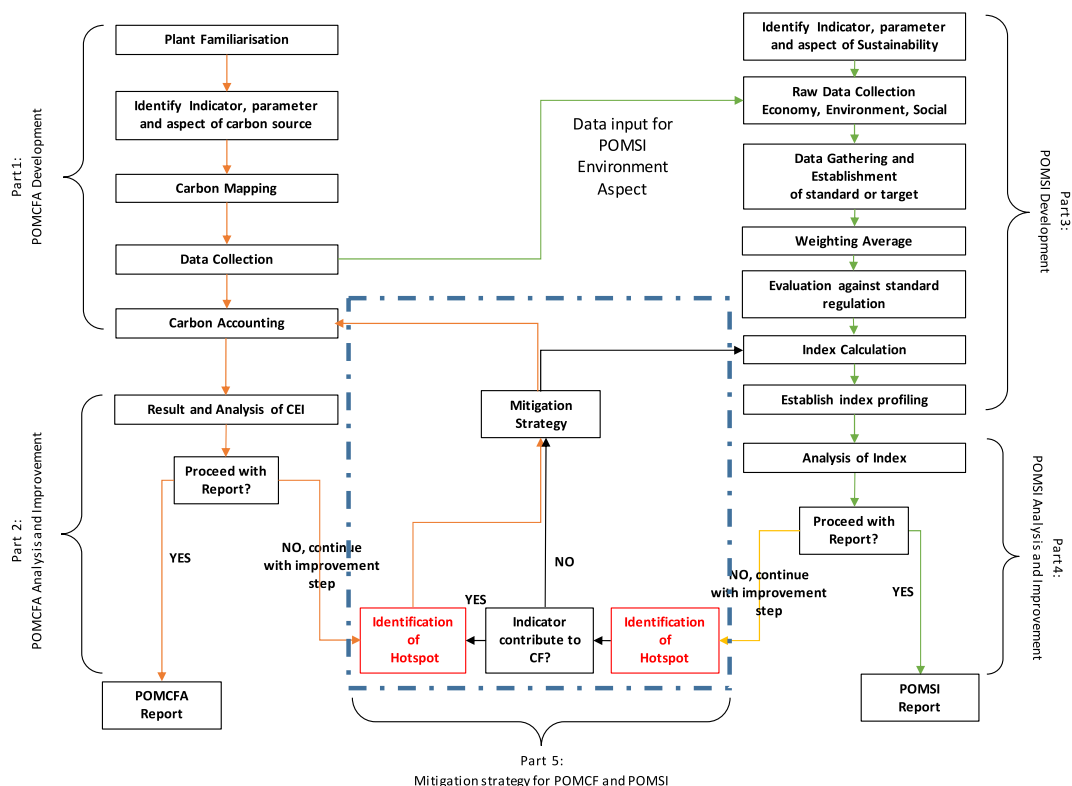 Part 1:
POMCFA Development
Plant Familiarisation
Identify Indicator, parameter
and aspect of carbon source
Carbon Mapping
Data Collection
Carbon Accounting
Part 2:
POMCFA Analysis and Improvement
Result and Analysis of CEI
Proceed with
Report?
YES
NO, continue
with improvement
step
POMCFA
Report
Data input for
POMSI
Environment
Aspect
Mitigation
Strategy
NO
YES
Identification
of
Hotspot
Indicator
contribute to
CF?
Identification
of
Hotspot
Part 5:
Mitigation strategy for POMCF and POMSI
Identify Indicator, parameter
and aspect of Sustainability
Raw Data Collection
Economy, Environment, Social
Data Gathering and
Establishment
of standard or target
Weighting Average
Evaluation against standard
regulation
Index Calculation
Establish index profiling
Part 3:
POMSI Development
Analysis of Index
Proceed with
Report?
NO, continue
with improvement
step
YES
POMSI
Report
Part 4:
POMSI Analysis and Improvement